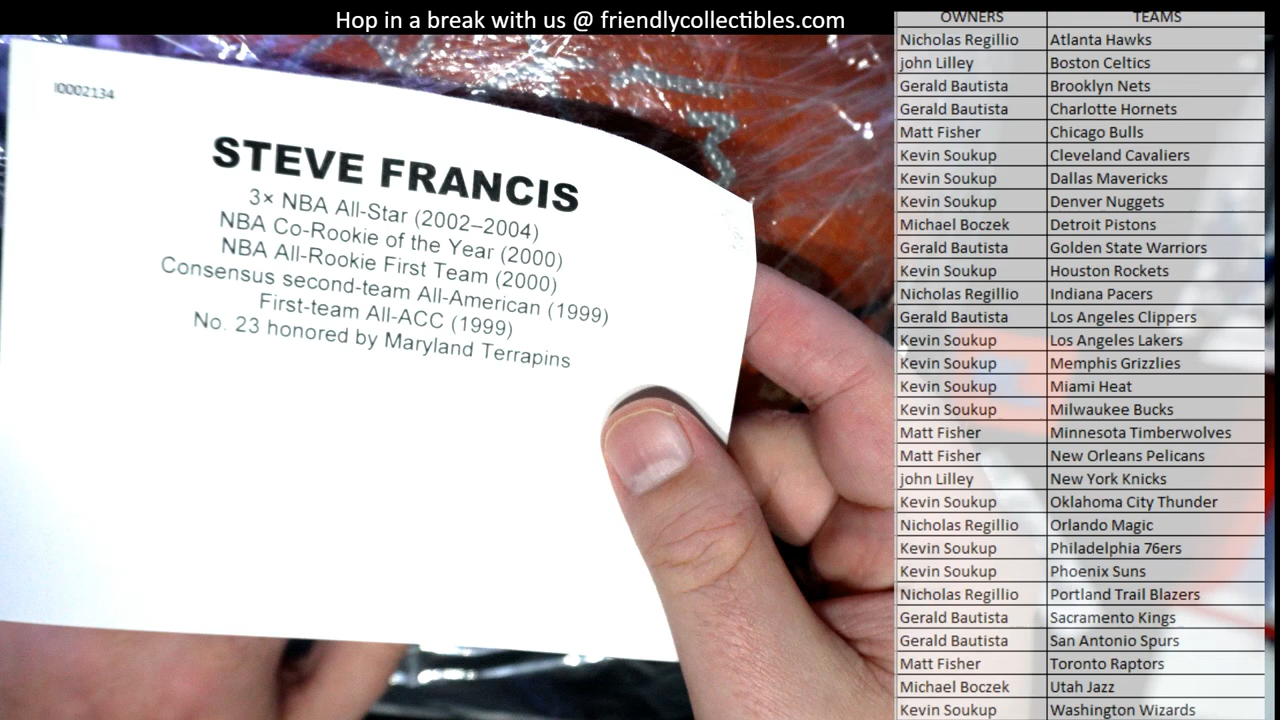 Hop in a break with us @ friendlycollectibles.com
I0002134
STEVE FRANCIS
3× NBA All-Star (2002–2004)
NBA Co-Rookie of the Year (2000)
NBA All-Rookie First Team (2000)
Consensus second-team All-American (1999)
First-team All-ACC (1999)
No. 23 honored by Maryland Terrapins
OWNERS TEAMS
Nicholas Regillio Atlanta Hawks
john Lilley Boston Celtics
Gerald Bautista Brooklyn Nets
Gerald Bautista Charlotte Hornets
Matt Fisher Chicago Bulls
Kevin Soukup Cleveland Cavaliers
Kevin Soukup Dallas Mavericks
Kevin Soukup Denver Nuggets
Michael Boczek Detroit Pistons
Gerald Bautista Golden State Warriors
Kevin Soukup Houston Rockets
Nicholas Regillio Indiana Pacers
Gerald Bautista Los Angeles Clippers
Kevin Soukup Los Angeles Lakers
Kevin Soukup Memphis Grizzlies
Kevin Soukup Miami Heat
Kevin Soukup Milwaukee Bucks
Matt Fisher Minnesota Timberwolves
Matt Fisher New Orleans Pelicans
john Lilley New York Knicks
Kevin Soukup Oklahoma City Thunder
Nicholas Regillio Orlando Magic
Kevin Soukup Philadelphia 76ers
Kevin Soukup Phoenix Suns
Nicholas Regillio Portland Trail Blazers
Gerald Bautista Sacramento Kings
Gerald Bautista San Antonio Spurs
Matt Fisher Toronto Raptors
Michael Boczek Utah Jazz
Kevin Soukup Washington Wizards